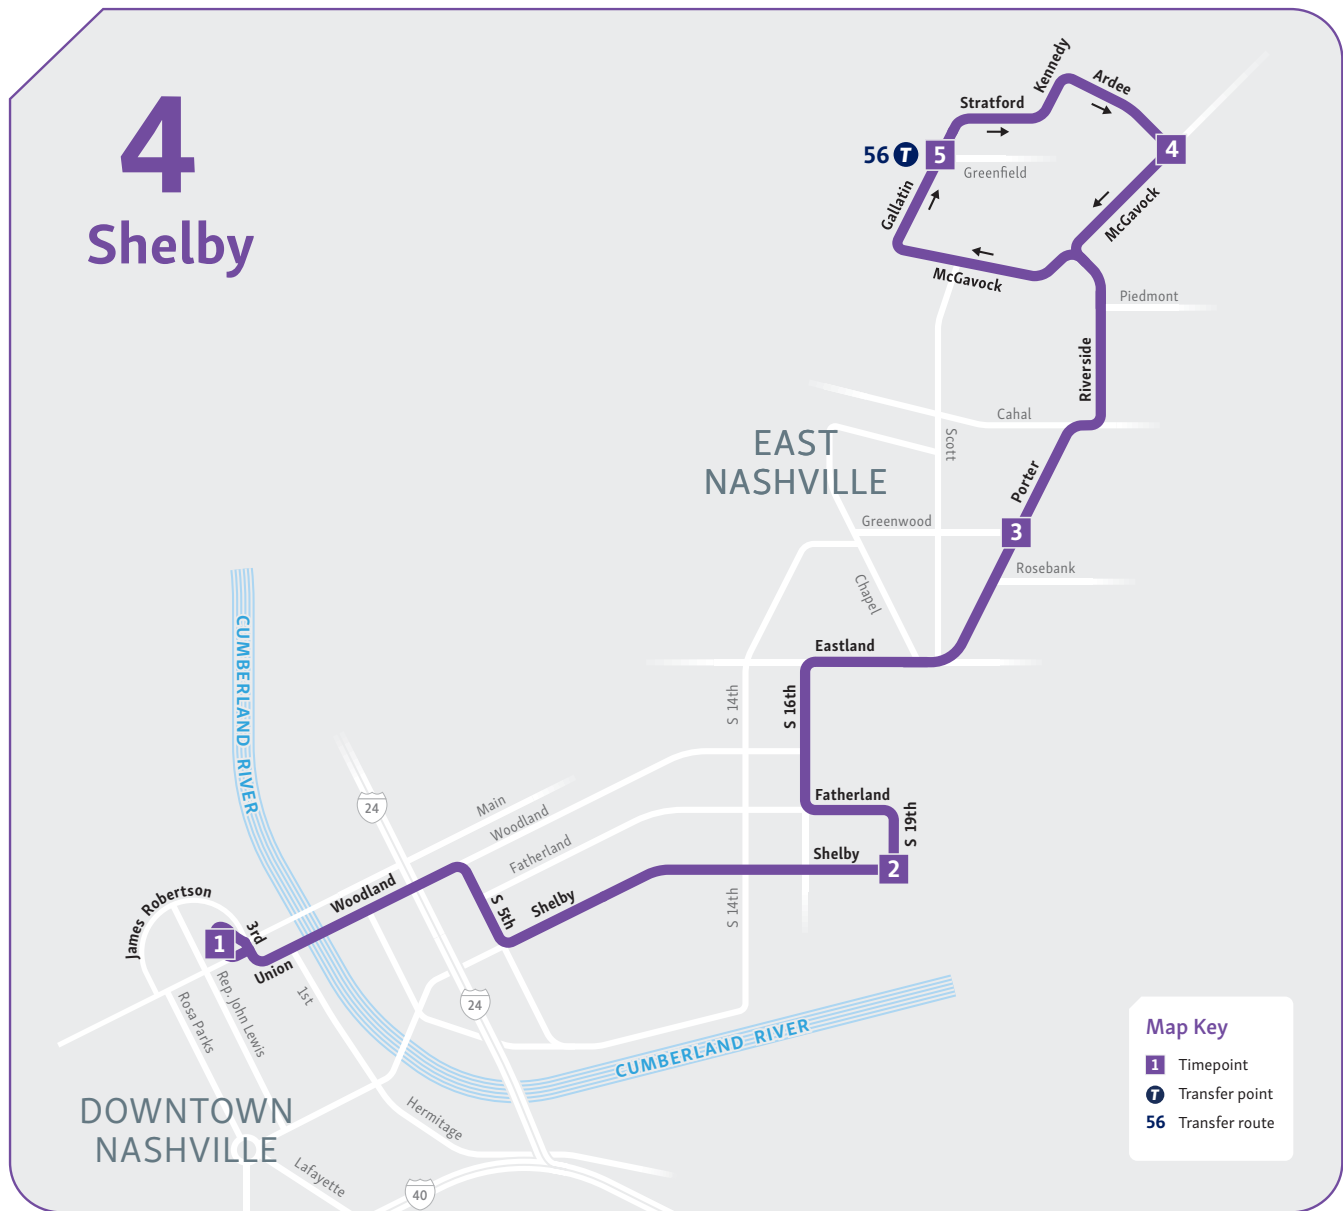 4
Shelby
Kennedy
Ardee
Stratford
56 T
5
4
Greenfield
Gallatin
McGavock
McGavock
Piedmont
Riverside
Cahal
EAST
NASHVILLE
Scott
Porter
Greenwood
3
Rosebank
Chapel
Eastland
S 14th
S 16th
CUMBERLAND RIVER
24
Main
Woodland
Fatherland
Fatherland
S 19th
Shelby
2
Woodland
S 5th
Shelby
S 14th
James Robertson
1
3rd
Union
1st
Rep. John Lewis
Rosa Parks
24
CUMBERLAND RIVER
DOWNTOWN
NASHVILLE
Hermitage
Lafayette
40
Map Key
1 Timepoint
T Transfer point
56 Transfer route